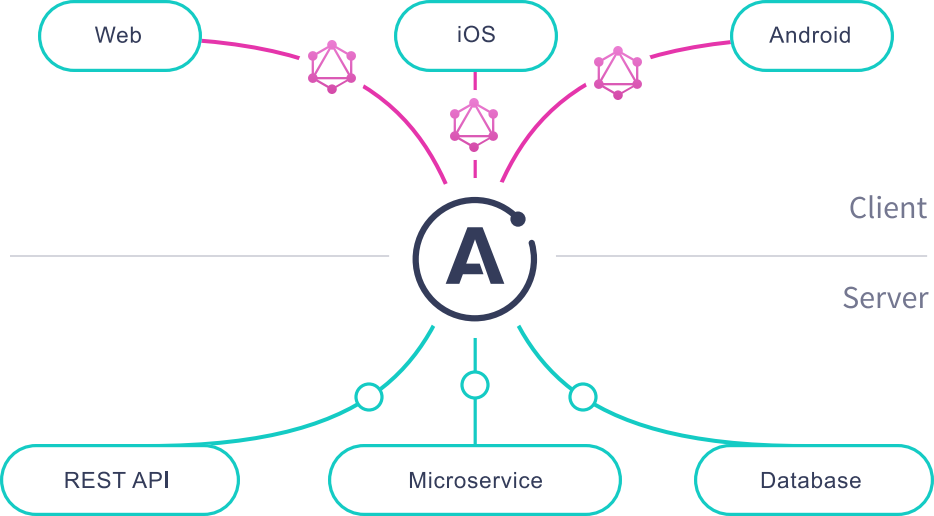 Web
iOS
Android
A
Client
Server
REST API
Microservice
Database